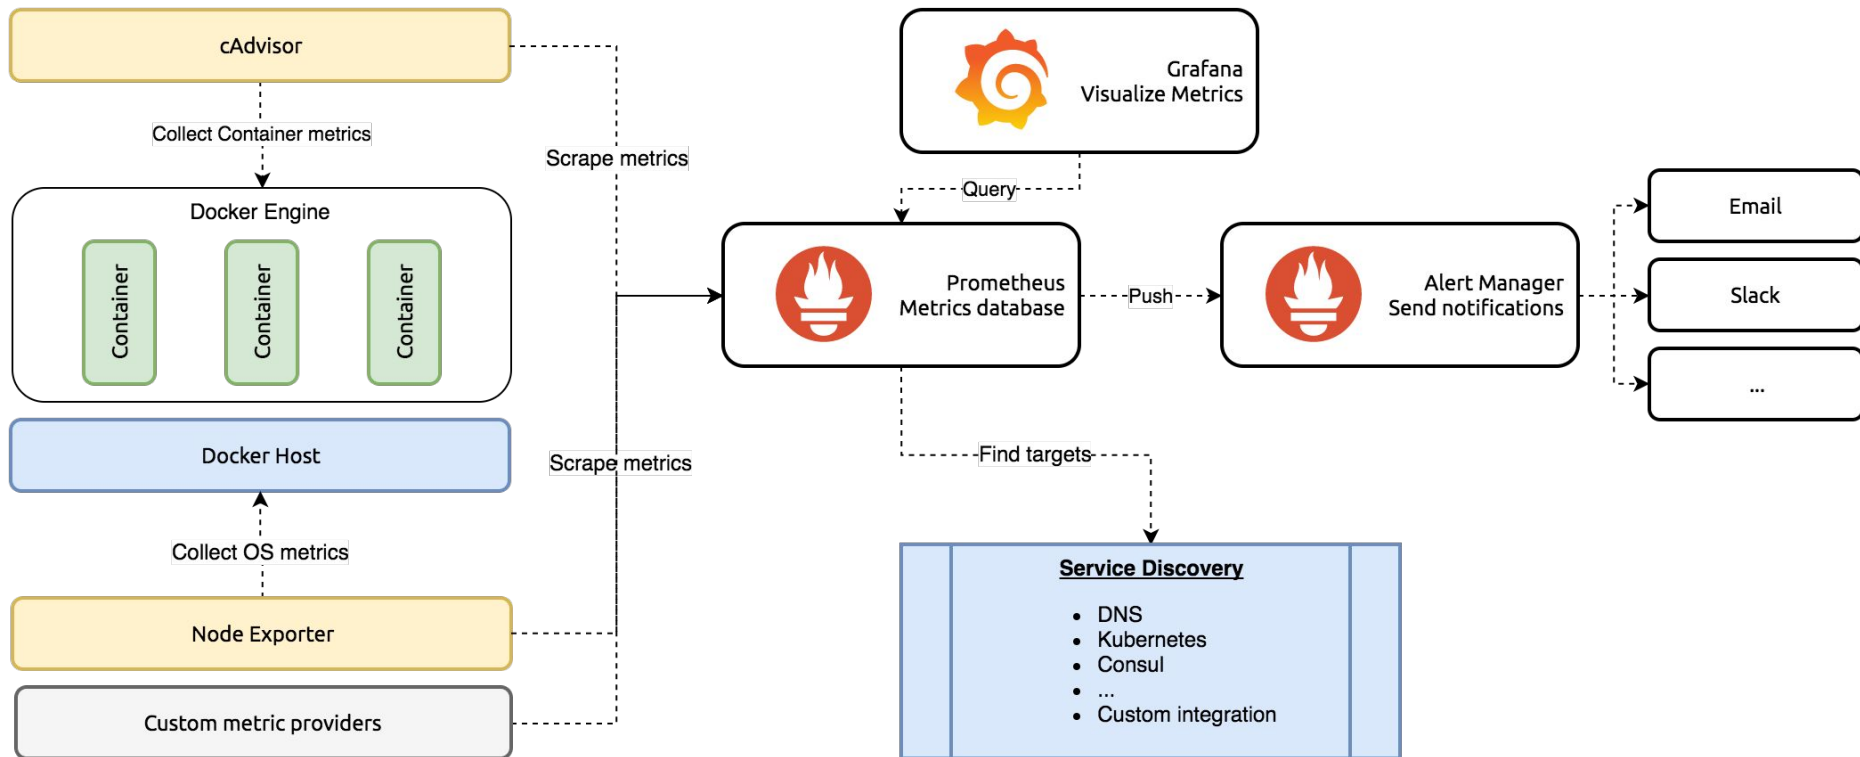 cAdvisor
Collect Container metrics
Docker Engine
Container
Container
Container
Docker Host
Collect OS metrics
Node Exporter
Custom metric providers
Scrape metrics
Scrape metrics
Grafana
Visualize Metrics
Query
Prometheus
Metrics database
Push
Alert Manager
Send notifications
Email
Slack
...
Find targets
Service Discovery
• DNS
• Kubernetes
• Consul
• ...
• Custom integration